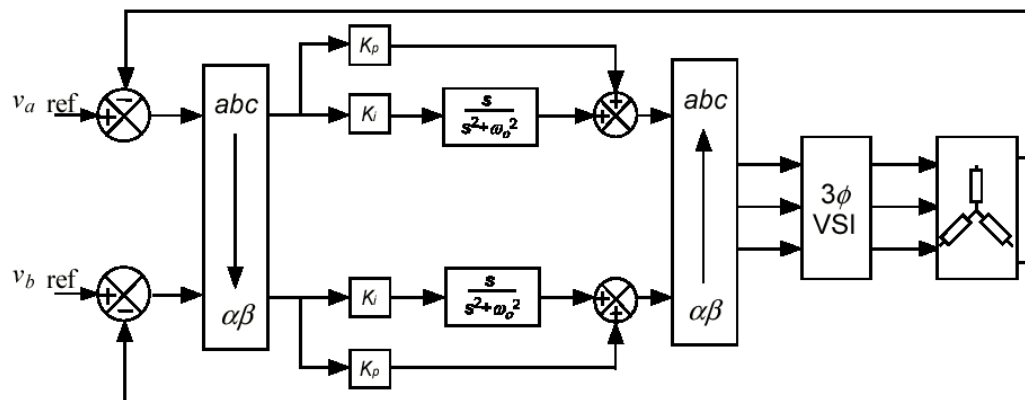 v_a ref
−
+
abc
αβ
K_p
K_i
s
s²+ω_o²
+
+
abc
αβ
3ϕ
VSI
v_b ref
+
−
K_i
s
s²+ω_o²
K_p
+
+